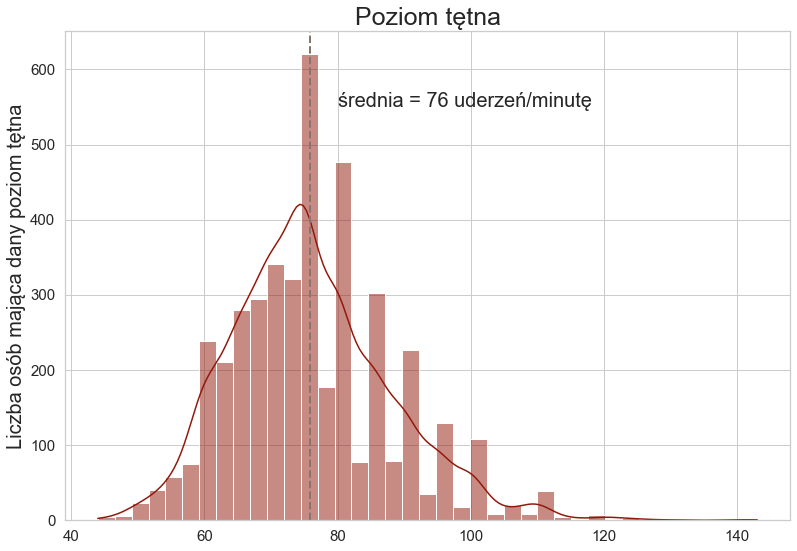 Poziom tętna
Liczba osób mająca dany poziom tętna
średnia = 76 uderzeń/minutę
600
500
400
300
200
100
0
40 60 80 100 120 140